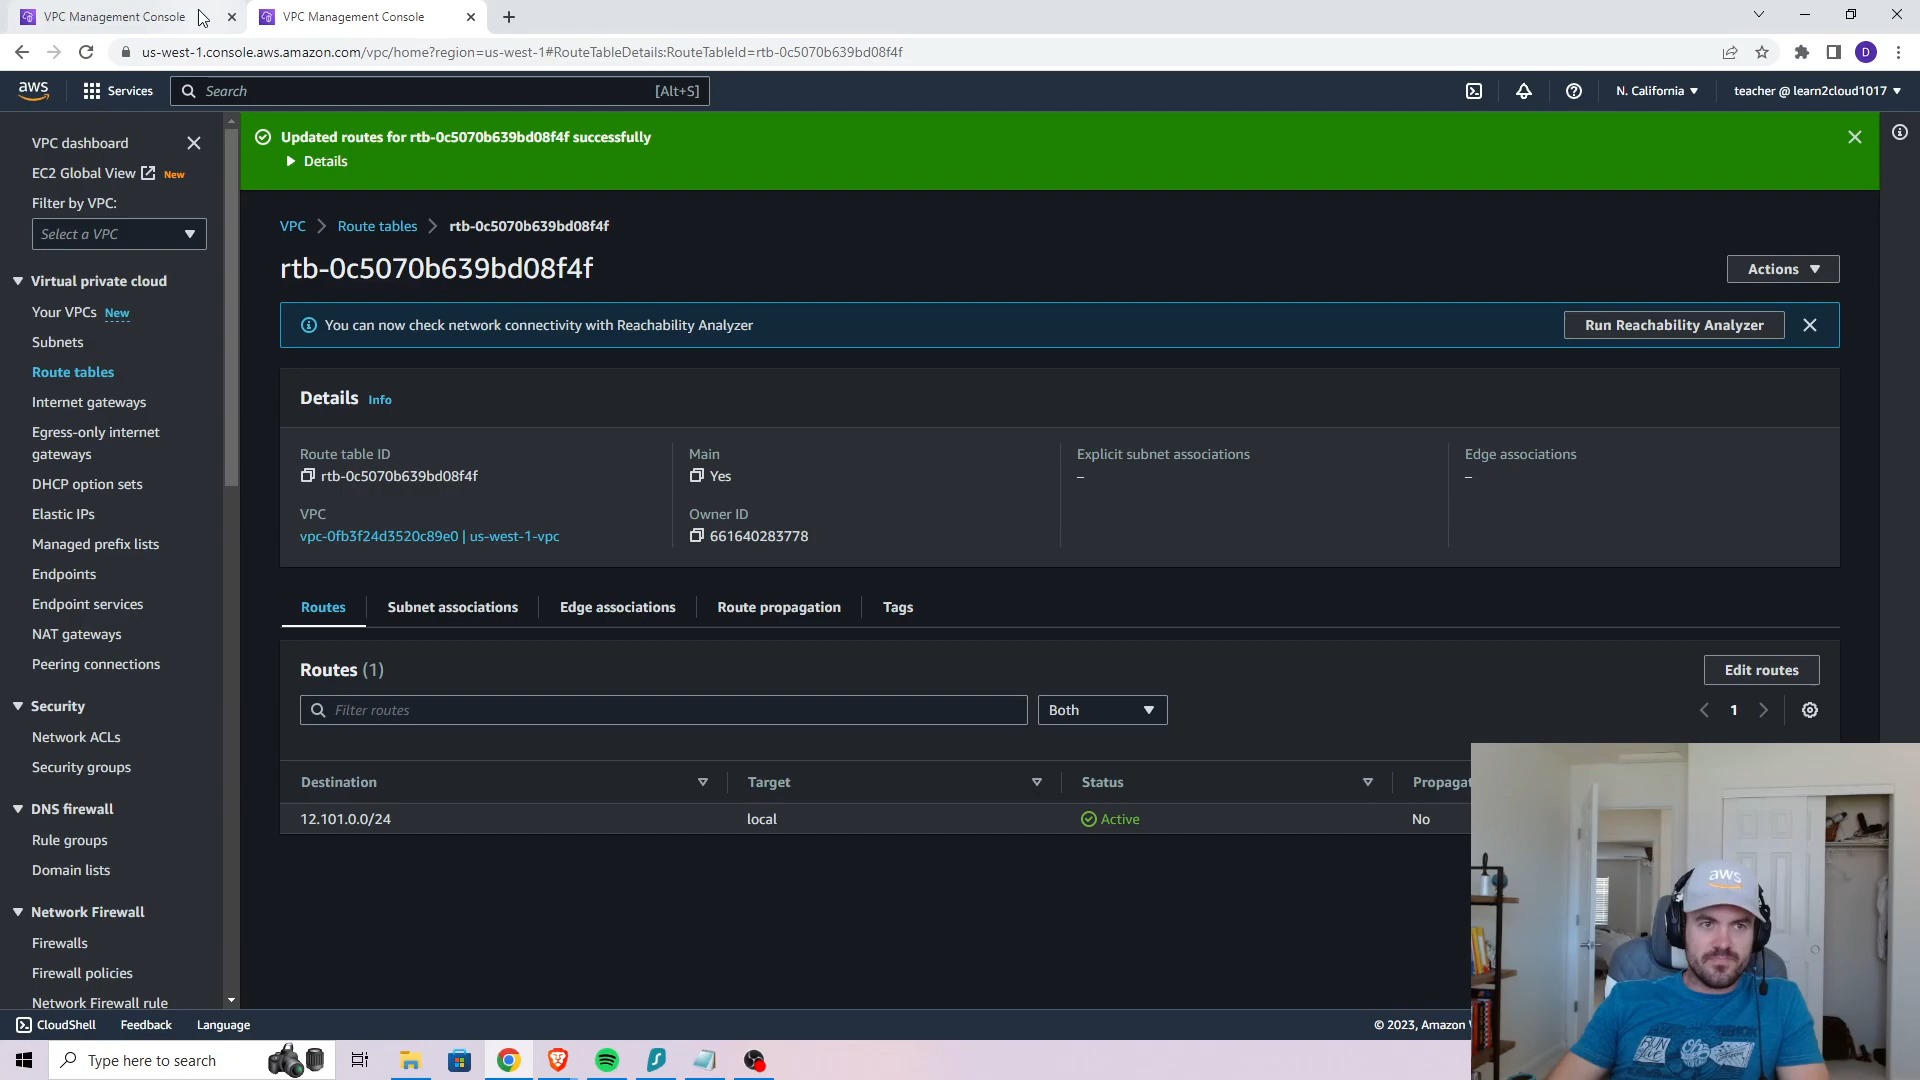 VPC Management Console
VPC Management Console
us-west-1.console.aws.amazon.com/vpc/home?region=us-west-1#RouteTableDetails:RouteTableId=rtb-0c5070b639bd08f4f
D
aws
Services
Search
[Alt+S]
N. California
teacher @ learn2cloud1017
VPC dashboard
EC2 Global View
New
Filter by VPC:
Select a VPC
Virtual private cloud
Your VPCs New
Subnets
Route tables
Internet gateways
Egress-only internet
gateways
DHCP option sets
Elastic IPs
Managed prefix lists
Endpoints
Endpoint services
NAT gateways
Peering connections
Security
Network ACLs
Security groups
DNS firewall
Rule groups
Domain lists
Network Firewall
Firewalls
Firewall policies
Network Firewall rule
Updated routes for rtb-0c5070b639bd08f4f successfully
Details
VPC
Route tables
rtb-0c5070b639bd08f4f
rtb-0c5070b639bd08f4f
Actions
You can now check network connectivity with Reachability Analyzer
Run Reachability Analyzer
Details Info
Route table ID
rtb-0c5070b639bd08f4f
Main
Yes
Explicit subnet associations
–
Edge associations
–
VPC
vpc-0fb3f24d3520c89e0 | us-west-1-vpc
Owner ID
661640283778
Routes
Subnet associations
Edge associations
Route propagation
Tags
Routes (1)
Edit routes
Filter routes
Both
1
Destination
Target
Status
Propagat
12.101.0.0/24
local
Active
No
aws
CloudShell
Feedback
Language
© 2023, Amazon
Type here to search